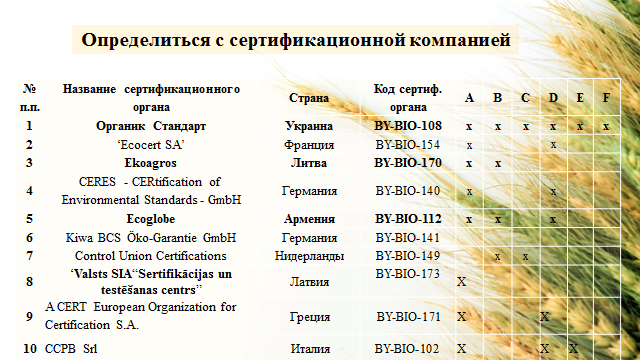 Определиться с сертификационной компанией
№ п.п. Название сертификационного органа Страна Код сертиф. органа A B C D E F
1 Органик Стандарт Украина BY-BIO-108 x x x x x x
2 ‘Ecocert SA’ Франция BY-BIO-154 x x
3 Ekoagros Литва BY-BIO-170 x x
4 CERES - CERtification of Environmental Standards - GmbH Германия BY-BIO-140 x x
5 Ecoglobe Армения BY-BIO-112 x x x
6 Kiwa BCS Öko-Garantie GmbH Германия BY-BIO-141
7 Control Union Certifications Нидерланды BY-BIO-149 x x
8 ‘Valsts SIA“Sertifikācijas un testēšanas centrs” Латвия BY-BIO-173 X
9 A CERT European Organization for Certification S.A. Греция BY-BIO-171 X X
10 CCPB Srl Италия BY-BIO-102 X X X